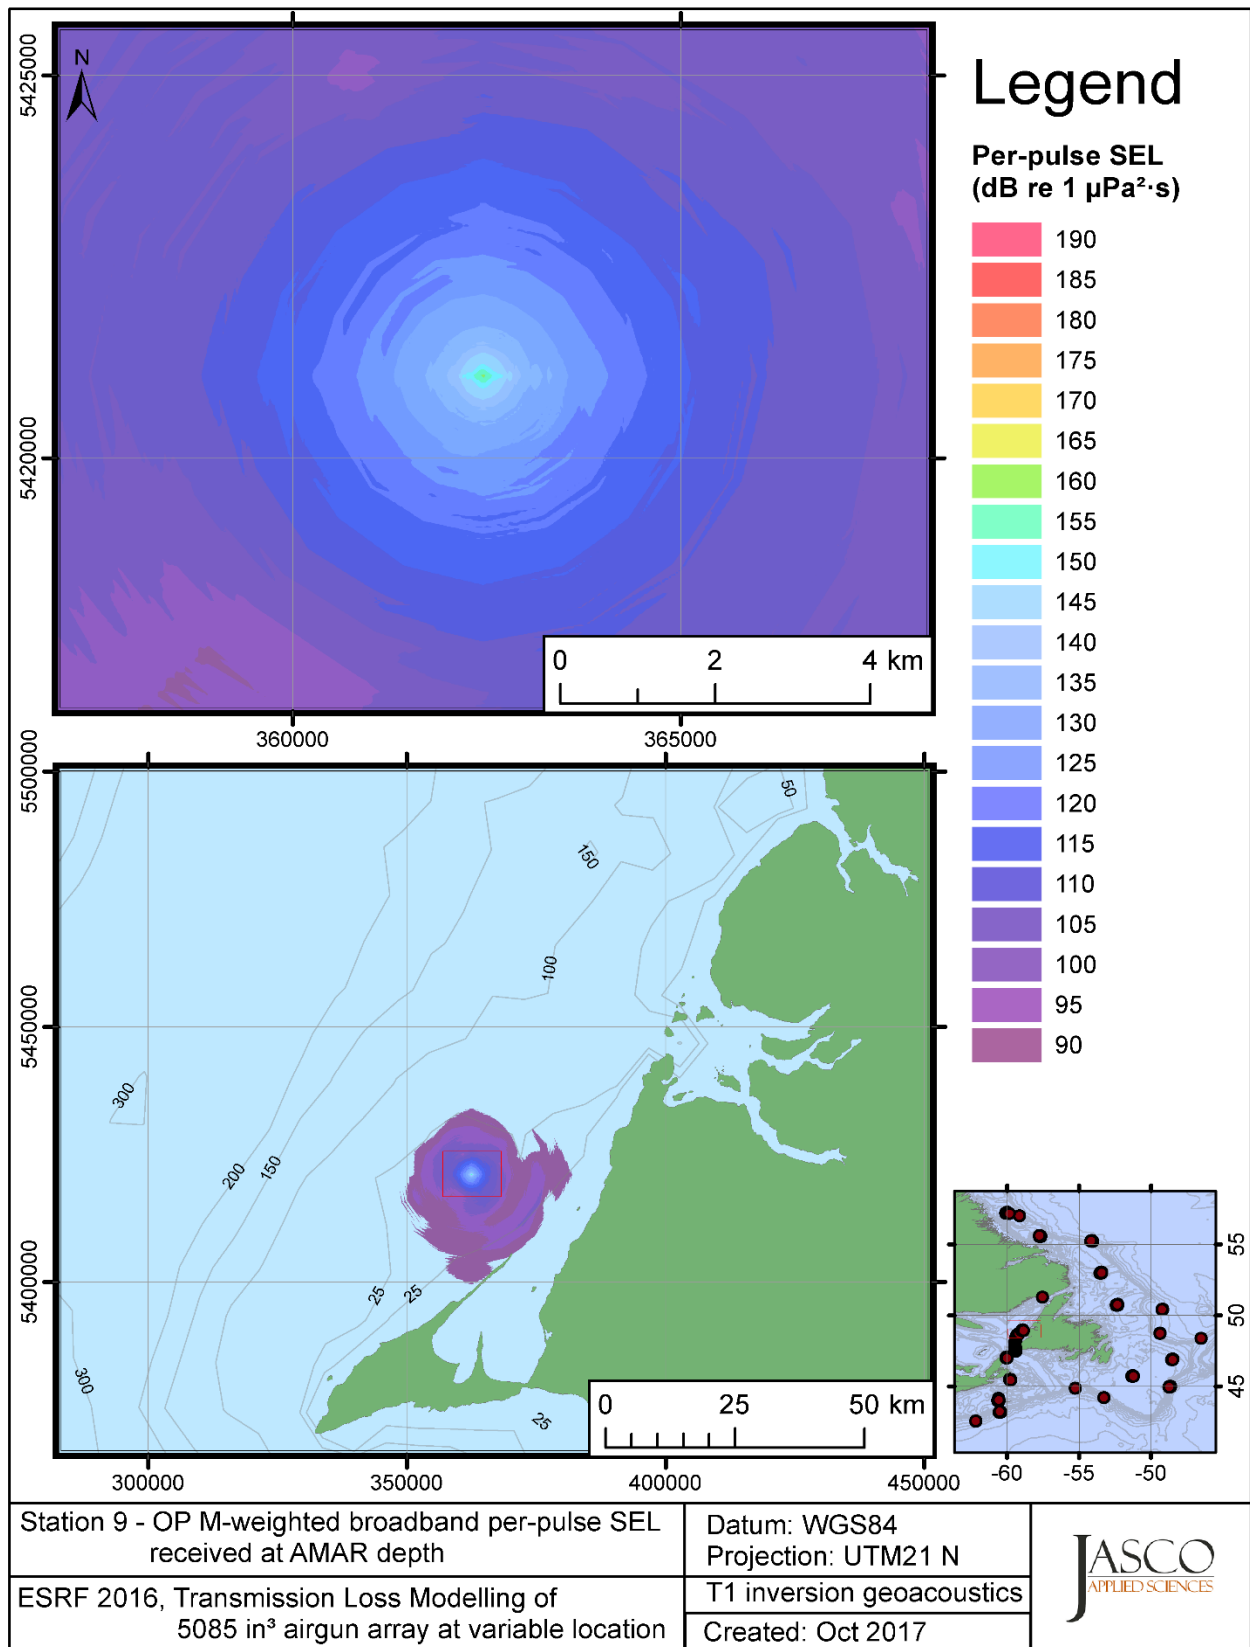 N
5425000
5420000
0 2 4 km
360000 365000
Legend
Per-pulse SEL
(dB re 1 µPa²·s)
190
185
180
175
170
165
160
155
150
145
140
135
130
125
120
115
110
105
100
95
90
5500000
5450000
5400000
50
150
100
300
200
150
25
25
300
25
0 25 50 km
300000 350000 400000 450000
55
50
45
-60 -55 -50
Station 9 - OP M-weighted broadband per-pulse SEL
received at AMAR depth
ESRF 2016, Transmission Loss Modelling of
5085 in³ airgun array at variable location
Datum: WGS84
Projection: UTM21 N
T1 inversion geoacoustics
Created: Oct 2017
JASCO
APPLIED SCIENCES